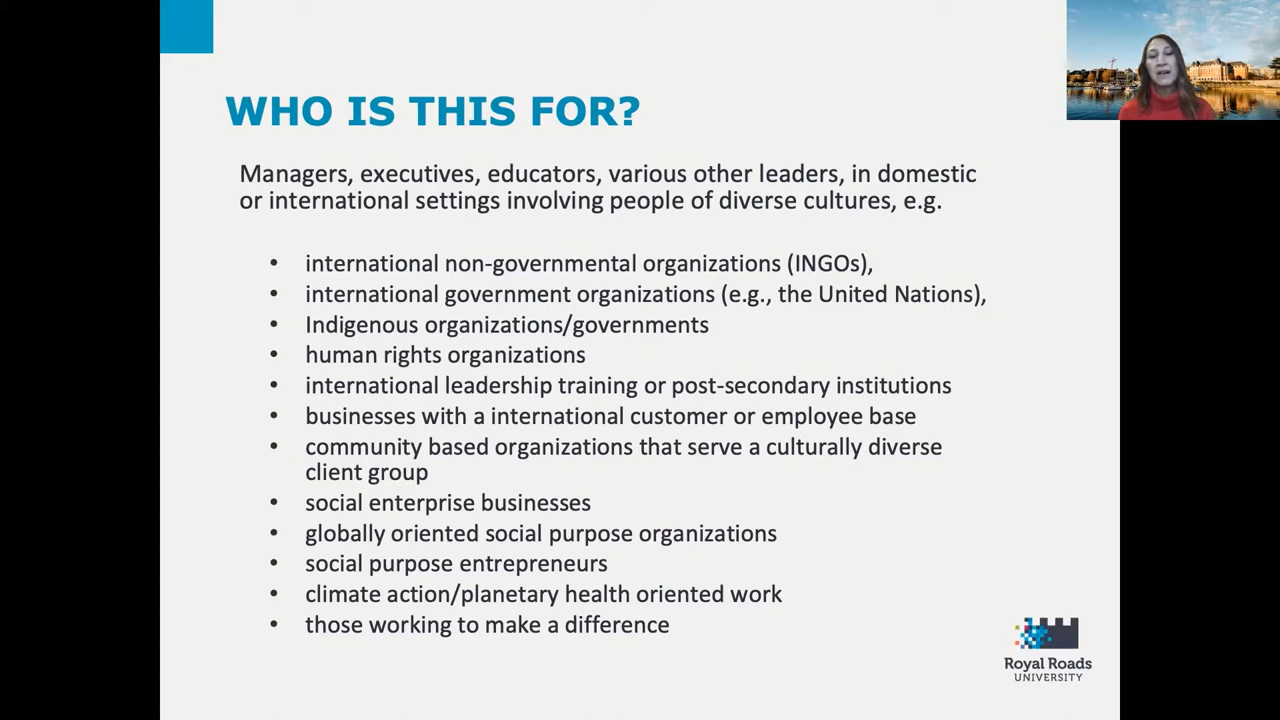 WHO IS THIS FOR?
Managers, executives, educators, various other leaders, in domestic
or international settings involving people of diverse cultures, e.g.
• international non-governmental organizations (INGOs),
• international government organizations (e.g., the United Nations),
• Indigenous organizations/governments
• human rights organizations
• international leadership training or post-secondary institutions
• businesses with a international customer or employee base
• community based organizations that serve a culturally diverse
client group
• social enterprise businesses
• globally oriented social purpose organizations
• social purpose entrepreneurs
• climate action/planetary health oriented work
• those working to make a difference
Royal Roads
UNIVERSITY